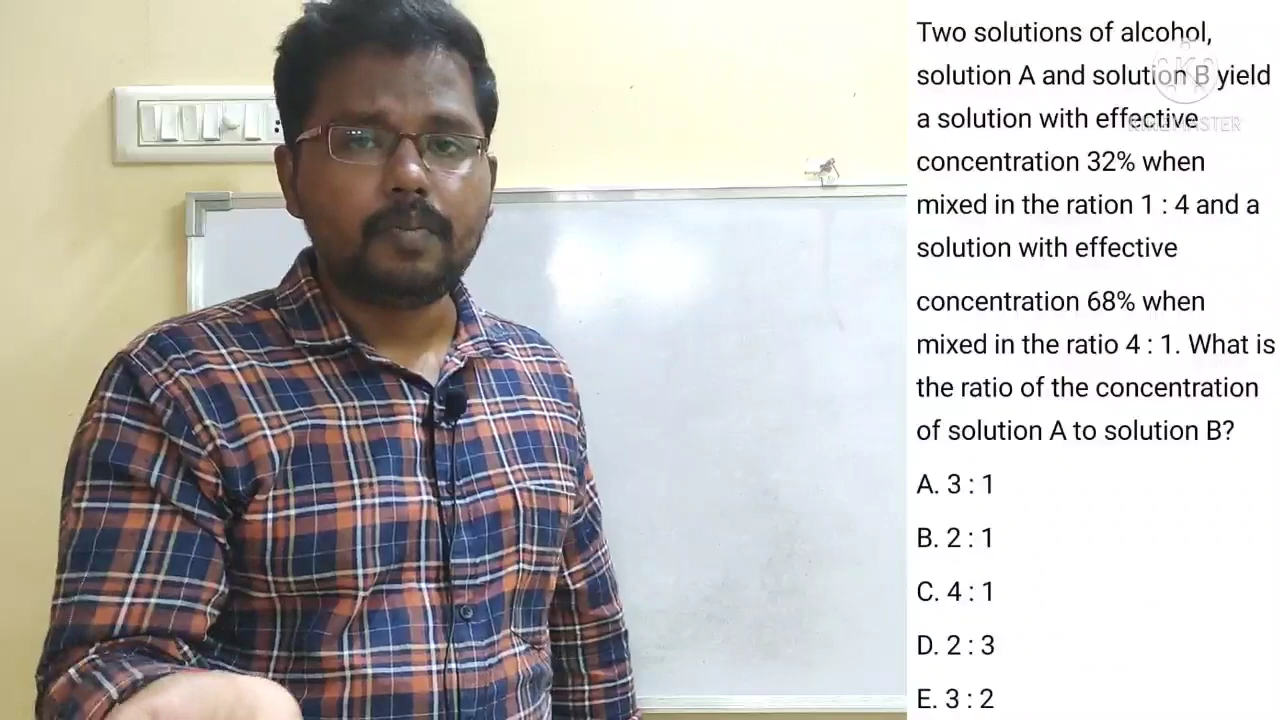 Two solutions of alcohol,
solution A and solution B yield
a solution with effective
concentration 32% when
mixed in the ration 1 : 4 and a
solution with effective
concentration 68% when
mixed in the ratio 4 : 1. What is
the ratio of the concentration
of solution A to solution B?
A. 3 : 1
B. 2 : 1
C. 4 : 1
D. 2 : 3
E. 3 : 2
KINEMASTER